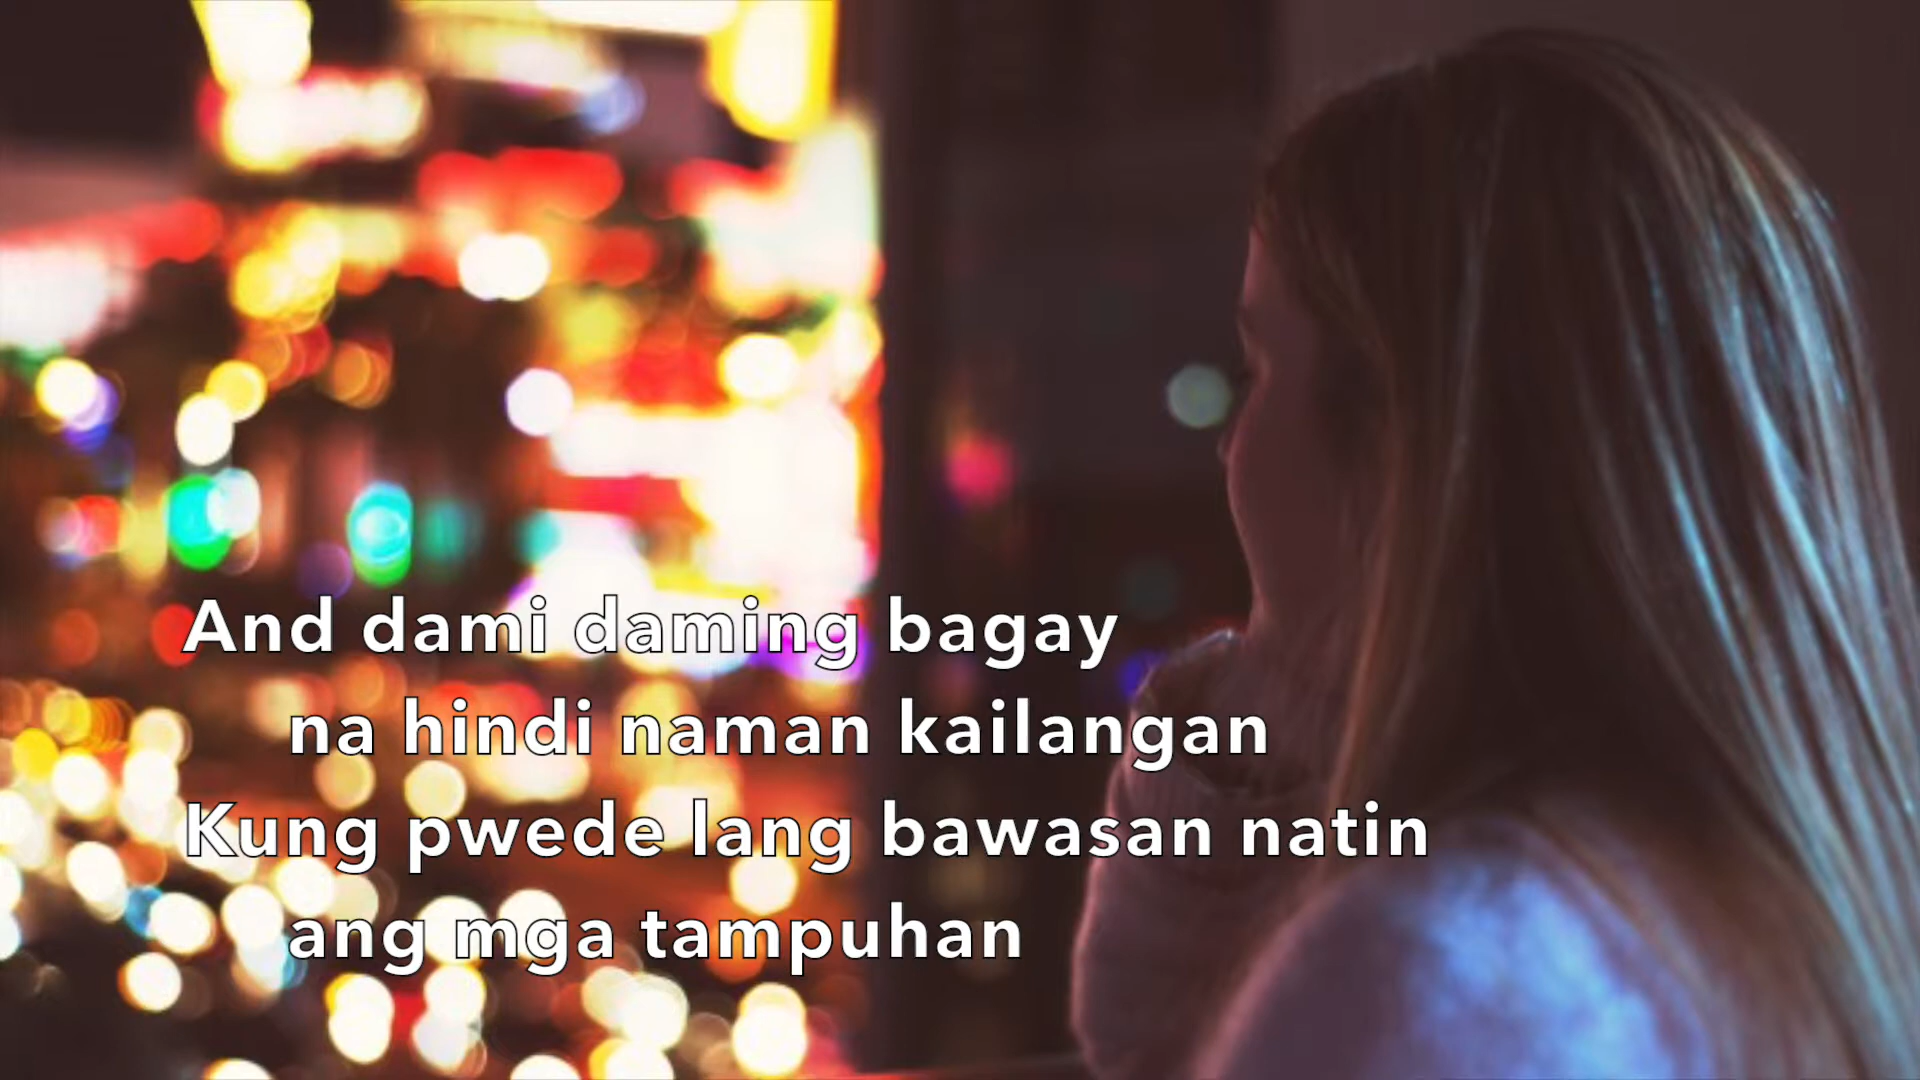 And dami daming bagay
na hindi naman kailangan
Kung pwede lang bawasan natin
ang mga tampuhan